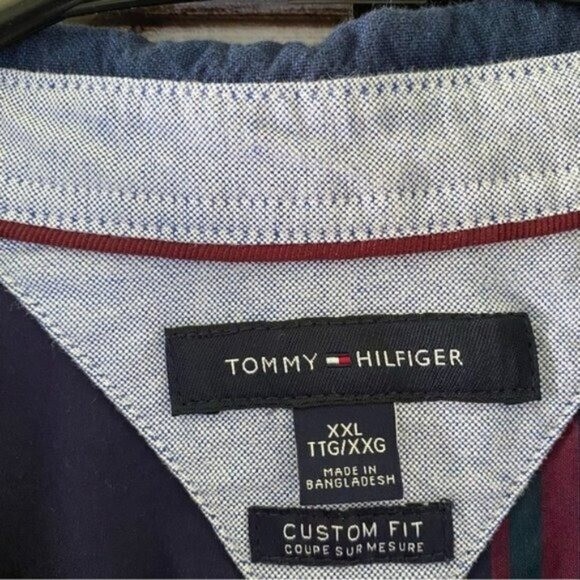 TOMMY HILFIGER
XXL
TTG/XXG
MADE IN
BANGLADESH
CUSTOM FIT
COUPE SUR MESURE